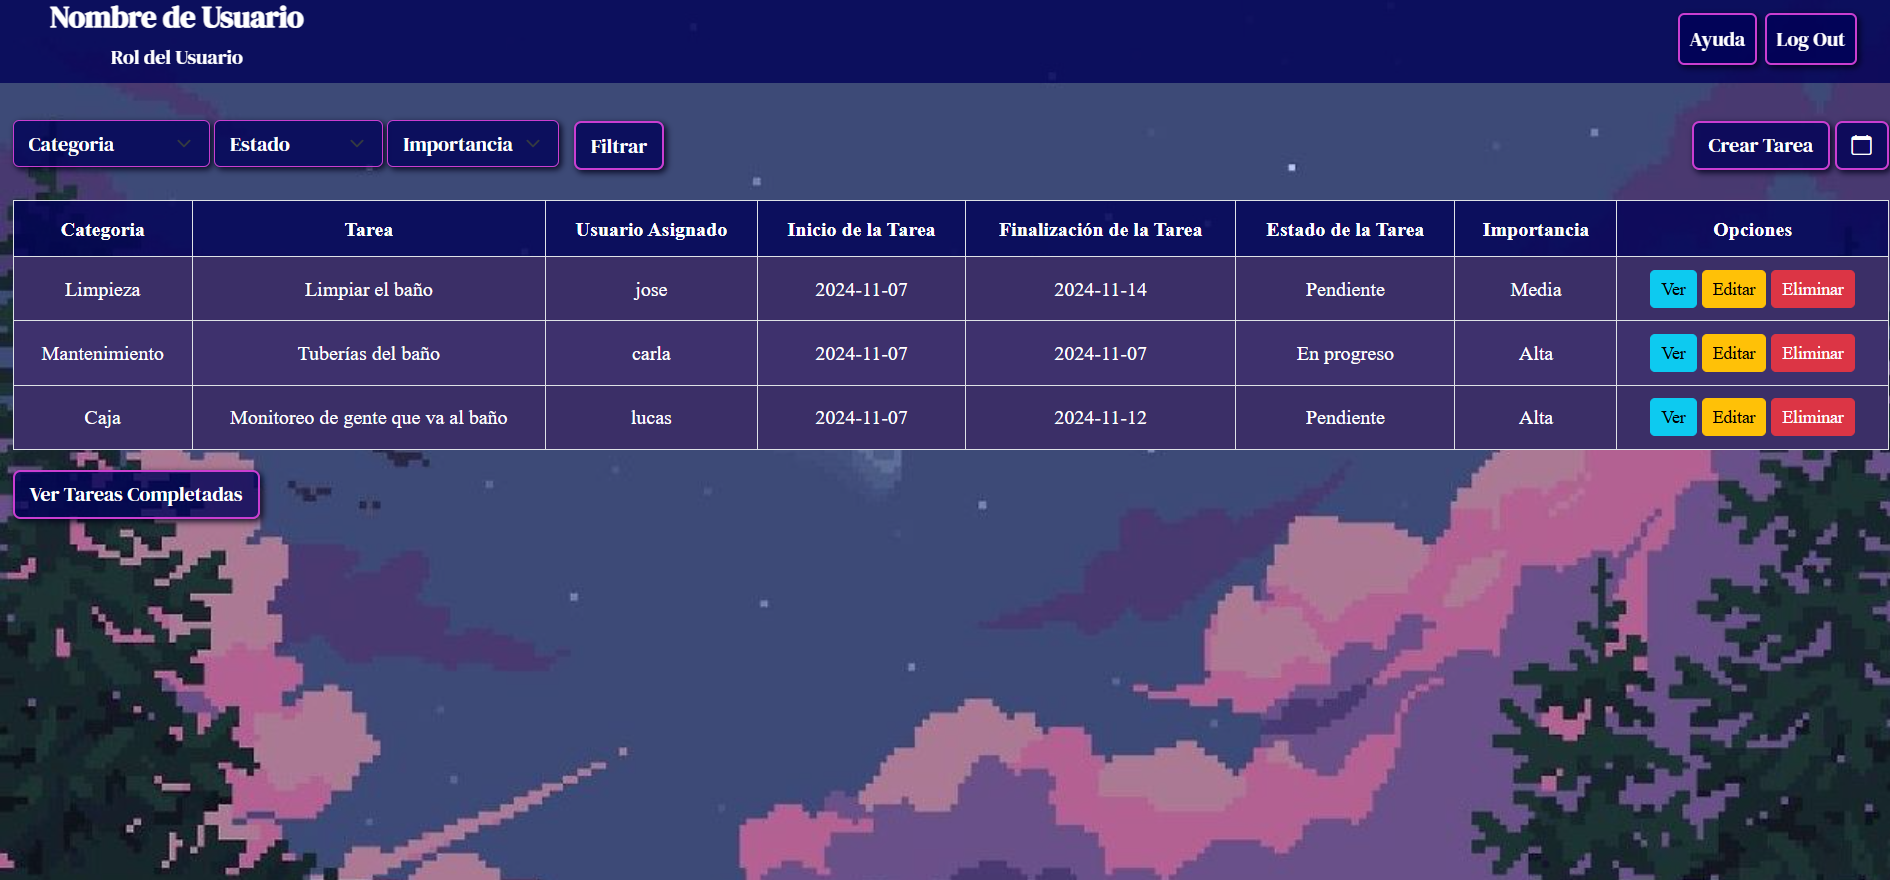 Nombre de Usuario
Rol del Usuario
Ayuda Log Out
Categoria Estado Importancia Filtrar Crear Tarea
Categoria Tarea Usuario Asignado Inicio de la Tarea Finalización de la Tarea Estado de la Tarea Importancia Opciones
Limpieza Limpiar el baño jose 2024-11-07 2024-11-14 Pendiente Media Ver Editar Eliminar
Mantenimiento Tuberías del baño carla 2024-11-07 2024-11-07 En progreso Alta Ver Editar Eliminar
Caja Monitoreo de gente que va al baño lucas 2024-11-07 2024-11-12 Pendiente Alta Ver Editar Eliminar
Ver Tareas Completadas